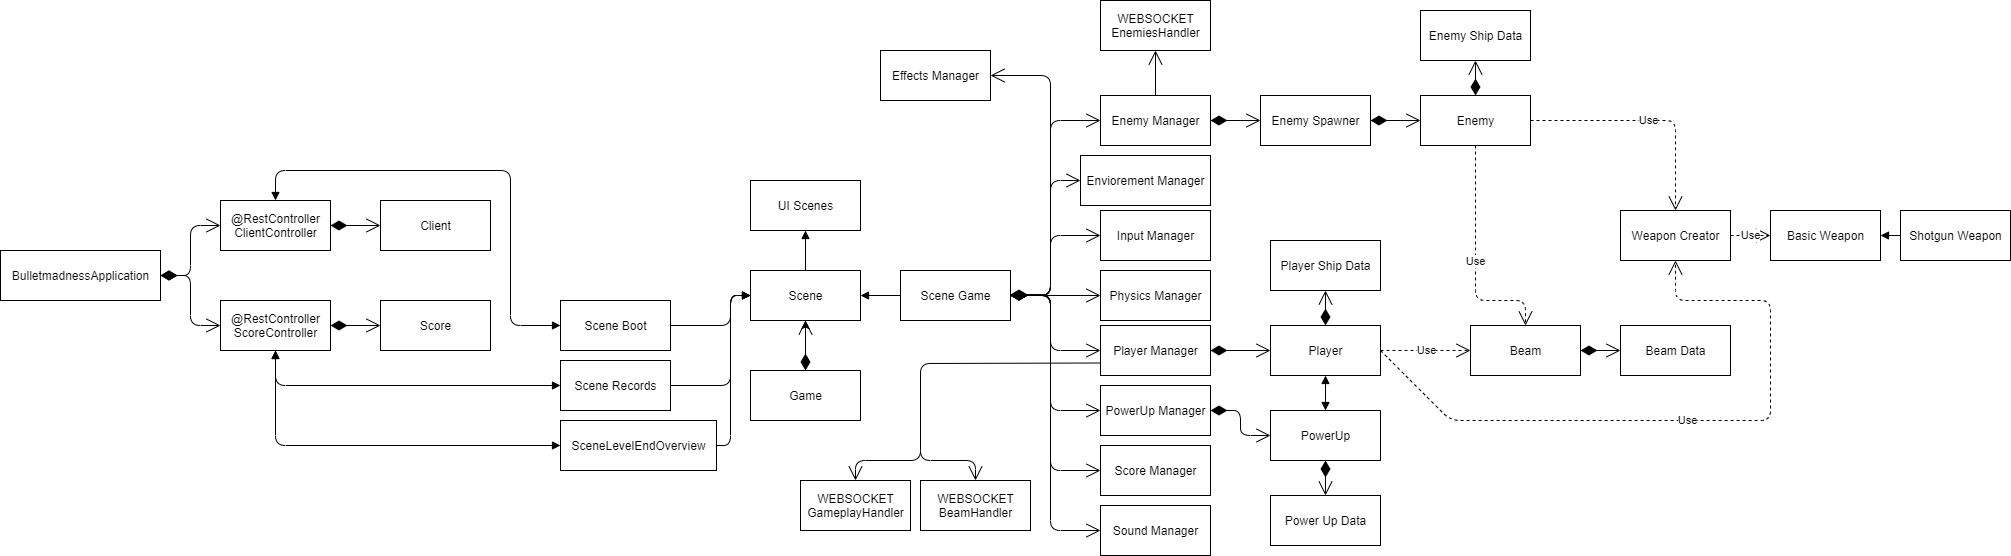 WEBSOCKET
EnemiesHandler
Enemy Ship Data
Effects Manager
Enemy Manager
Enemy Spawner
Enemy
Use
Enviorement Manager
UI Scenes
@RestController
ClientController
Client
Input Manager
Weapon Creator
Use
Basic Weapon
Shotgun Weapon
BulletmadnessApplication
Player Ship Data
Use
Scene
Scene Game
Physics Manager
@RestController
ScoreController
Score
Scene Boot
Player Manager
Player
Use
Beam
Beam Data
Scene Records
Game
PowerUp Manager
Use
SceneLevelEndOverview
PowerUp
Score Manager
WEBSOCKET
GameplayHandler
WEBSOCKET
BeamHandler
Power Up Data
Sound Manager